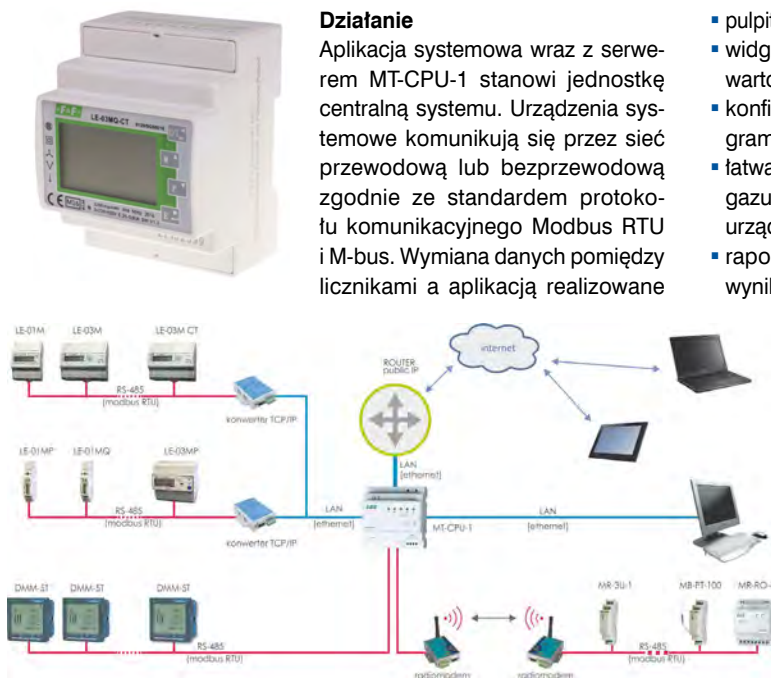 Działanie
Aplikacja systemowa wraz z serwe-
rem MT-CPU-1 stanowi jednostkę
centralną systemu. Urządzenia sys-
temowe komunikują się przez sieć
przewodową lub bezprzewodową
zgodnie ze standardem protoko-
łu komunikacyjnego Modbus RTU
i M-bus. Wymiana danych pomiędzy
licznikami a aplikacją realizowane
▪ pulpit
▪ widg
warto
▪ konfi
gram
▪ łatwa
gazu
urząd
▪ rapo
wynik
F&F
LE-03MQ-CT
LE-01M LE-03M LE-03M CT
RS-485
(modbus RTU)
konwerter TCP/IP
ROUTER
public IP
internet
LAN
(ethernet)
LE-01MP LE-01MQ LE-03MP
RS-485
(modbus RTU)
konwerter TCP/IP
LAN
(ethernet)
MT-CPU-1
LAN
(ethernet)
DMM-5T DMM-5T DMM-5T
RS-485
(modbus RTU)
radiomodem
radiomodem
MR-3U-1 MB-PT-100 MR-RO-
RS-485
(modbus RTU)